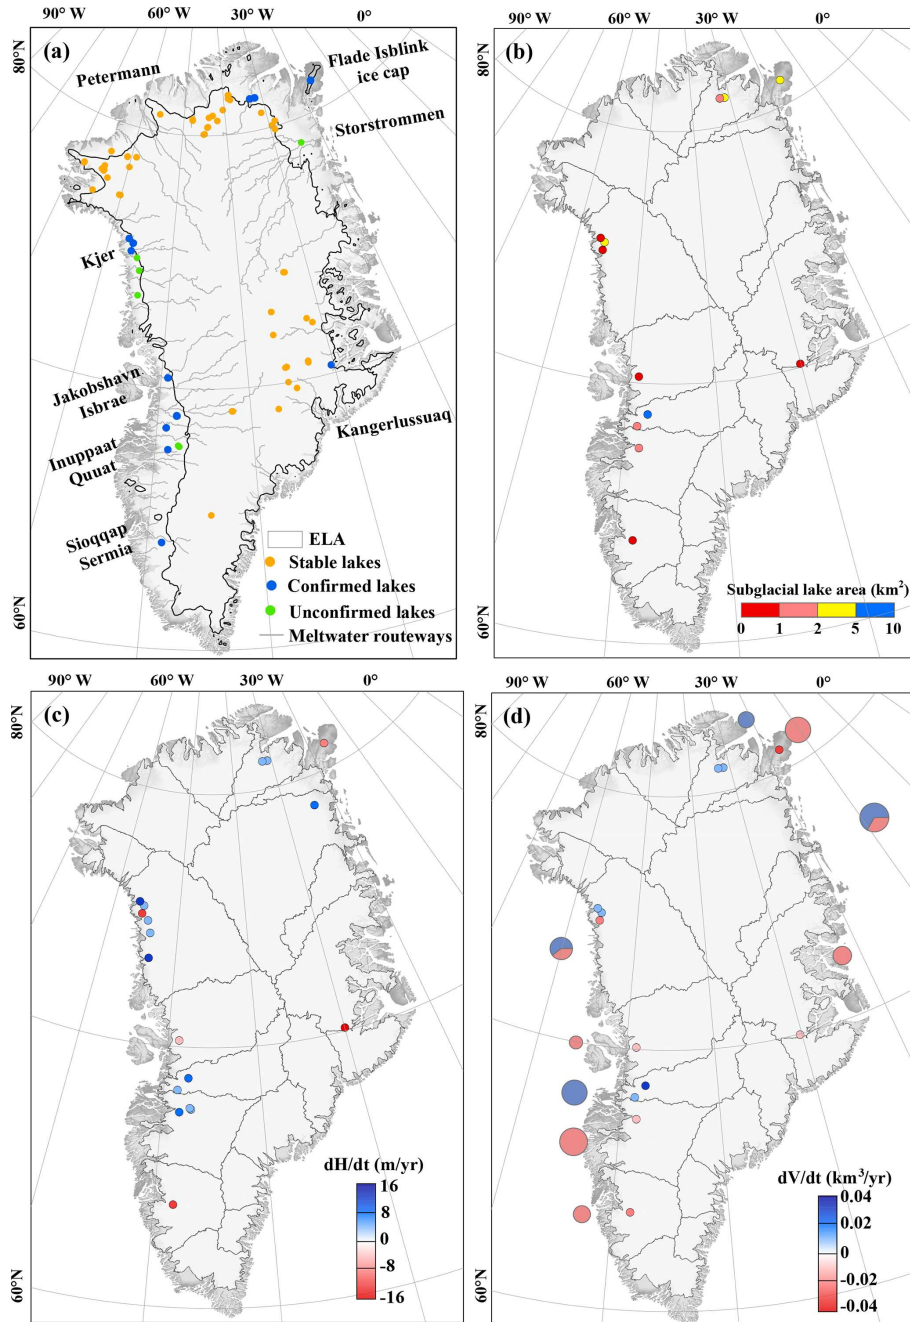 90° W 60° W 30° W 0°
80°N
(a)
Petermann
Flade Isblink
ice cap
Storstrommen
Kjer
Jakobshavn
Isbrae
Kangerlussuaq
Inuppaat
Quuat
Sioqqap
Sermia
ELA
Stable lakes
Confirmed lakes
Unconfirmed lakes
Meltwater routeways
60°N
90° W 60° W 30° W 0°
80°N
(b)
Subglacial lake area (km²)
0 1 2 5 10
60°N
90° W 60° W 30° W 0°
80°N
(c)
dH/dt (m/yr)
16
8
0
-8
-16
60°N
90° W 60° W 30° W 0°
80°N
(d)
dV/dt (km³/yr)
0.04
0.02
0
-0.02
-0.04
60°N